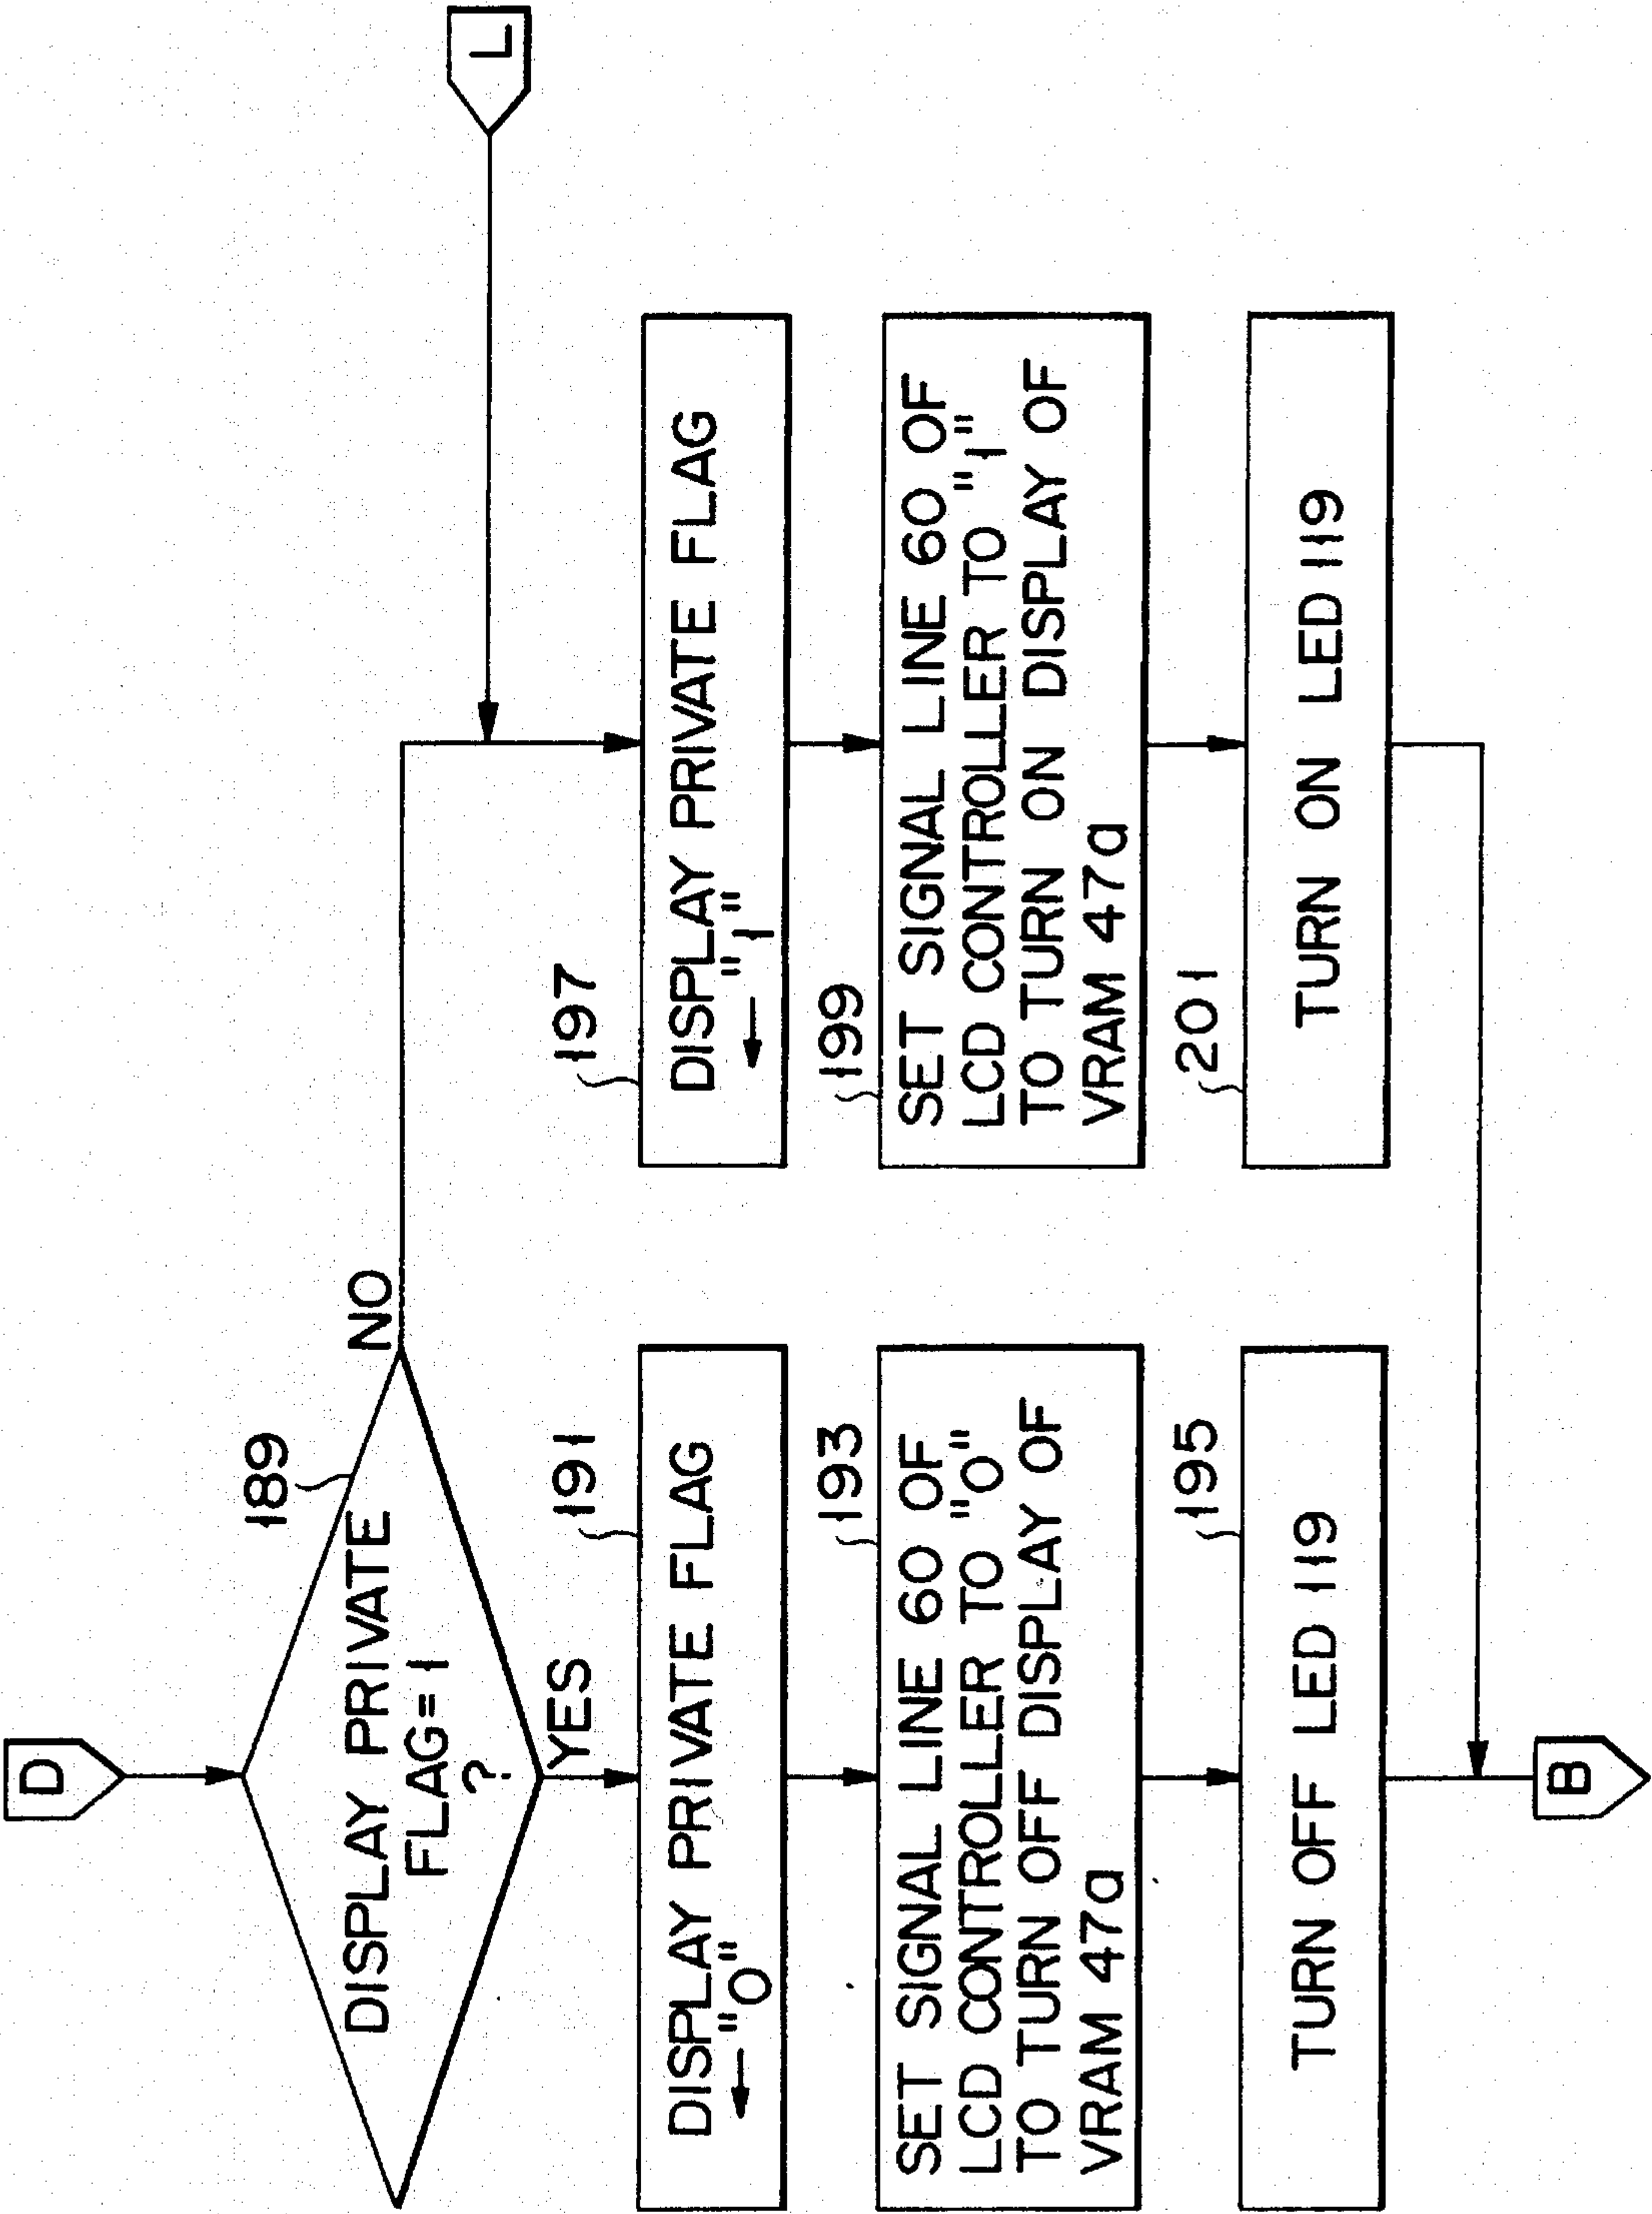 D
189
DISPLAY PRIVATE
FLAG=1
?
NO
YES
L
191
DISPLAY PRIVATE FLAG
← "0"
193
SET SIGNAL LINE 60 OF
LCD CONTROLLER TO "0"
TO TURN OFF DISPLAY OF
VRAM 47a
195
TURN OFF LED 119
197
DISPLAY PRIVATE FLAG
← "1"
199
SET SIGNAL LINE 60 OF
LCD CONTROLLER TO "1"
TO TURN ON DISPLAY OF
VRAM 47a
201
TURN ON LED 119
B